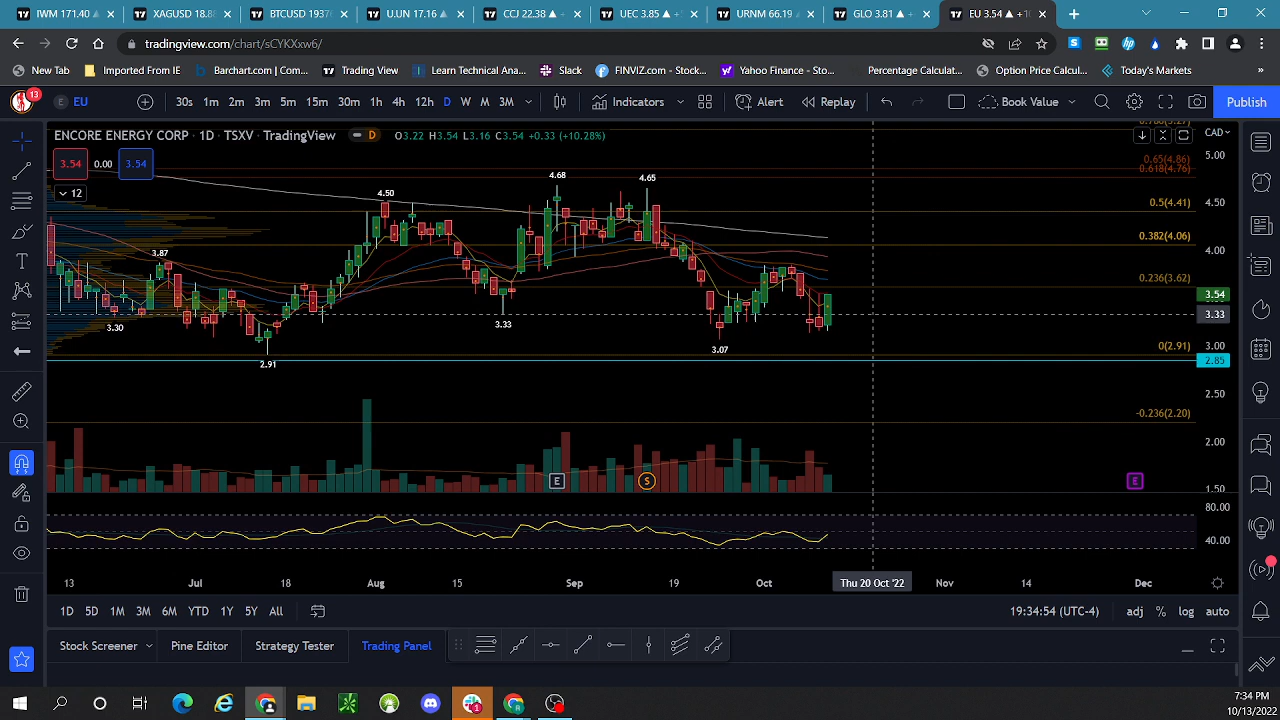 IWM 171.40
XAGUSD 18.8
BTCUSD 1937
U.UN 17.16 ▲
CCJ 22.38 ▲ +
UEC 3.85 ▲
URNM 66.19
GLO 3.81 ▲ +
EU 3.54 ▲ +1
tradingview.com/chart/sCYKXxw6/
New Tab
Imported From IE
Barchart.com | Com...
Trading View
Learn Technical Ana...
Slack
FINVIZ.com - Stock...
Yahoo Finance - Sto...
Percentage Calculat...
Option Price Calcul...
Today's Markets
»
13
E EU
30s 1m 2m 3m 5m 15m 30m 1h 4h 12h D W M 3M
Indicators
Alert
Replay
Book Value
Publish
ENCORE ENERGY CORP · 1D · TSXV · TradingView
D
O3.22 H3.54 L3.16 C3.54 +0.33 (+10.28%)
CAD
3.54 0.00 3.54
12
0.65(4.86)
0.618(4.76)
0.5(4.41)
0.382(4.06)
0.236(3.62)
0(2.91)
-0.236(2.20)
5.00
4.50
4.00
3.54
3.33
3.00
2.85
2.50
2.00
1.50
80.00
40.00
4.68
4.65
4.50
3.87
3.30
3.33
3.07
2.91
E
S
E
13 Jul 18 Aug 15 Sep 19 Oct Thu 20 Oct '22 Nov 14 Dec
1D 5D 1M 3M 6M YTD 1Y 5Y All
19:34:54 (UTC-4)
adj % log auto
Stock Screener
Pine Editor
Strategy Tester
Trading Panel
7:34 PM
10/13/2022